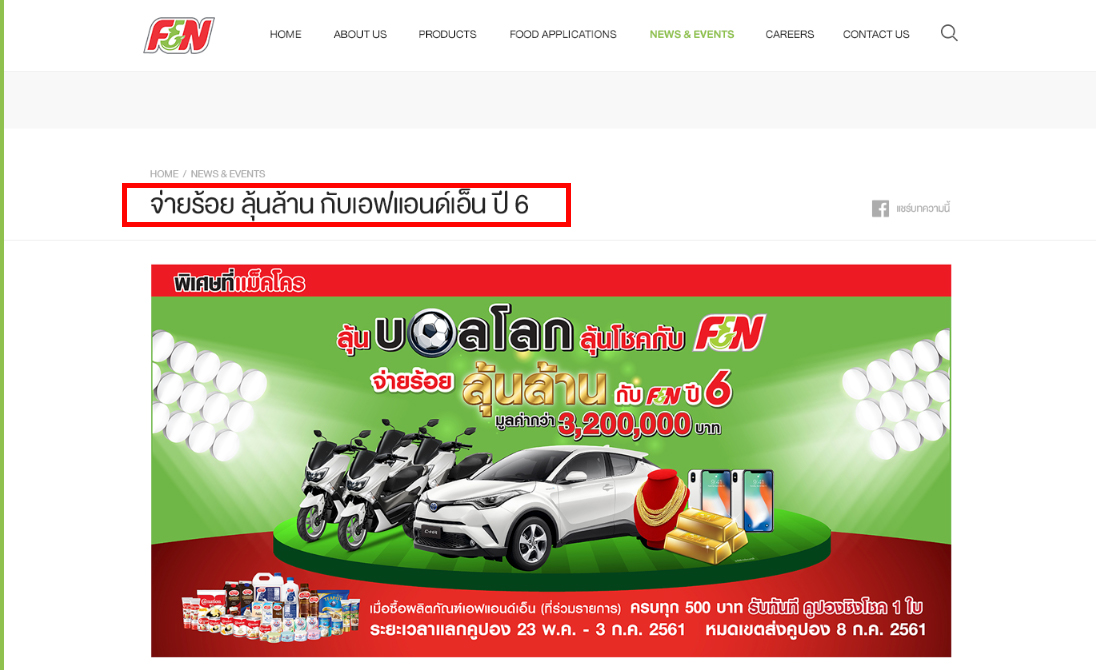 F&N
HOME ABOUT US PRODUCTS FOOD APPLICATIONS NEWS & EVENTS CAREERS CONTACT US
HOME / NEWS & EVENTS
จ่ายร้อย ลุ้นล้าน กับเอฟแอนด์เอ็น ปี 6
แชร์บทความนี้
พิเศษที่แม็คโคร
ลุ้นบอลโลก ลุ้นโชคกับ F&N
จ่ายร้อย ลุ้นล้าน กับ F&N ปี 6
มูลค่ากว่า 3,200,000 บาท
เมื่อซื้อผลิตภัณฑ์เอฟแอนด์เอ็น (ที่ร่วมรายการ) ครบทุก 500 บาท รับทันที คูปองชิงโชค 1 ใบ
ระยะเวลาแลกคูปอง 23 พ.ค. - 3 ก.ค. 2561 หมดเขตส่งคูปอง 8 ก.ค. 2561